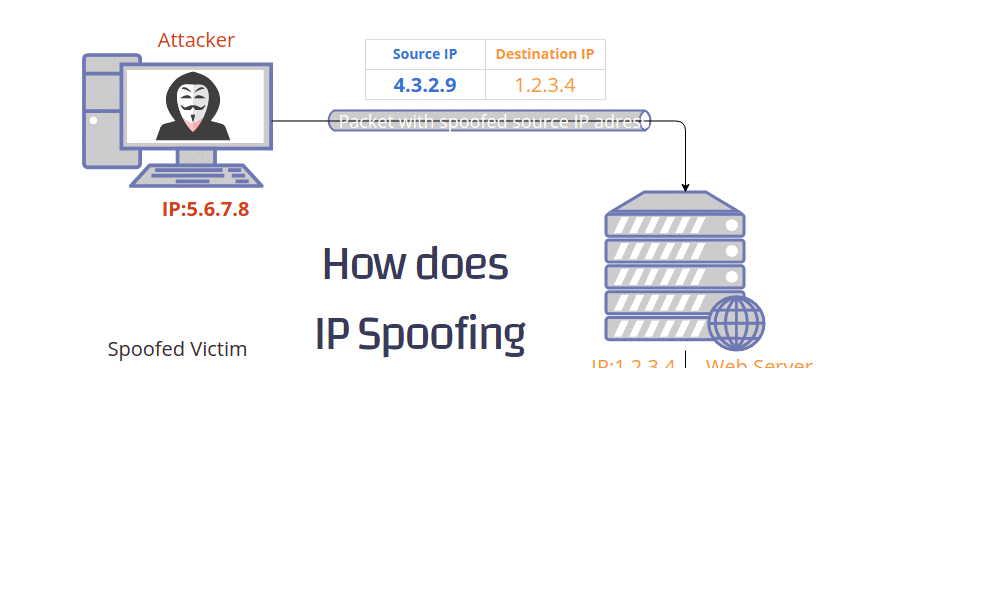 Attacker
Source IP Destination IP
4.3.2.9 1.2.3.4
Packet with spoofed source IP adres
IP:5.6.7.8
How does
IP Spoofing
Spoofed Victim
IP:1.2.3.4 Web Server